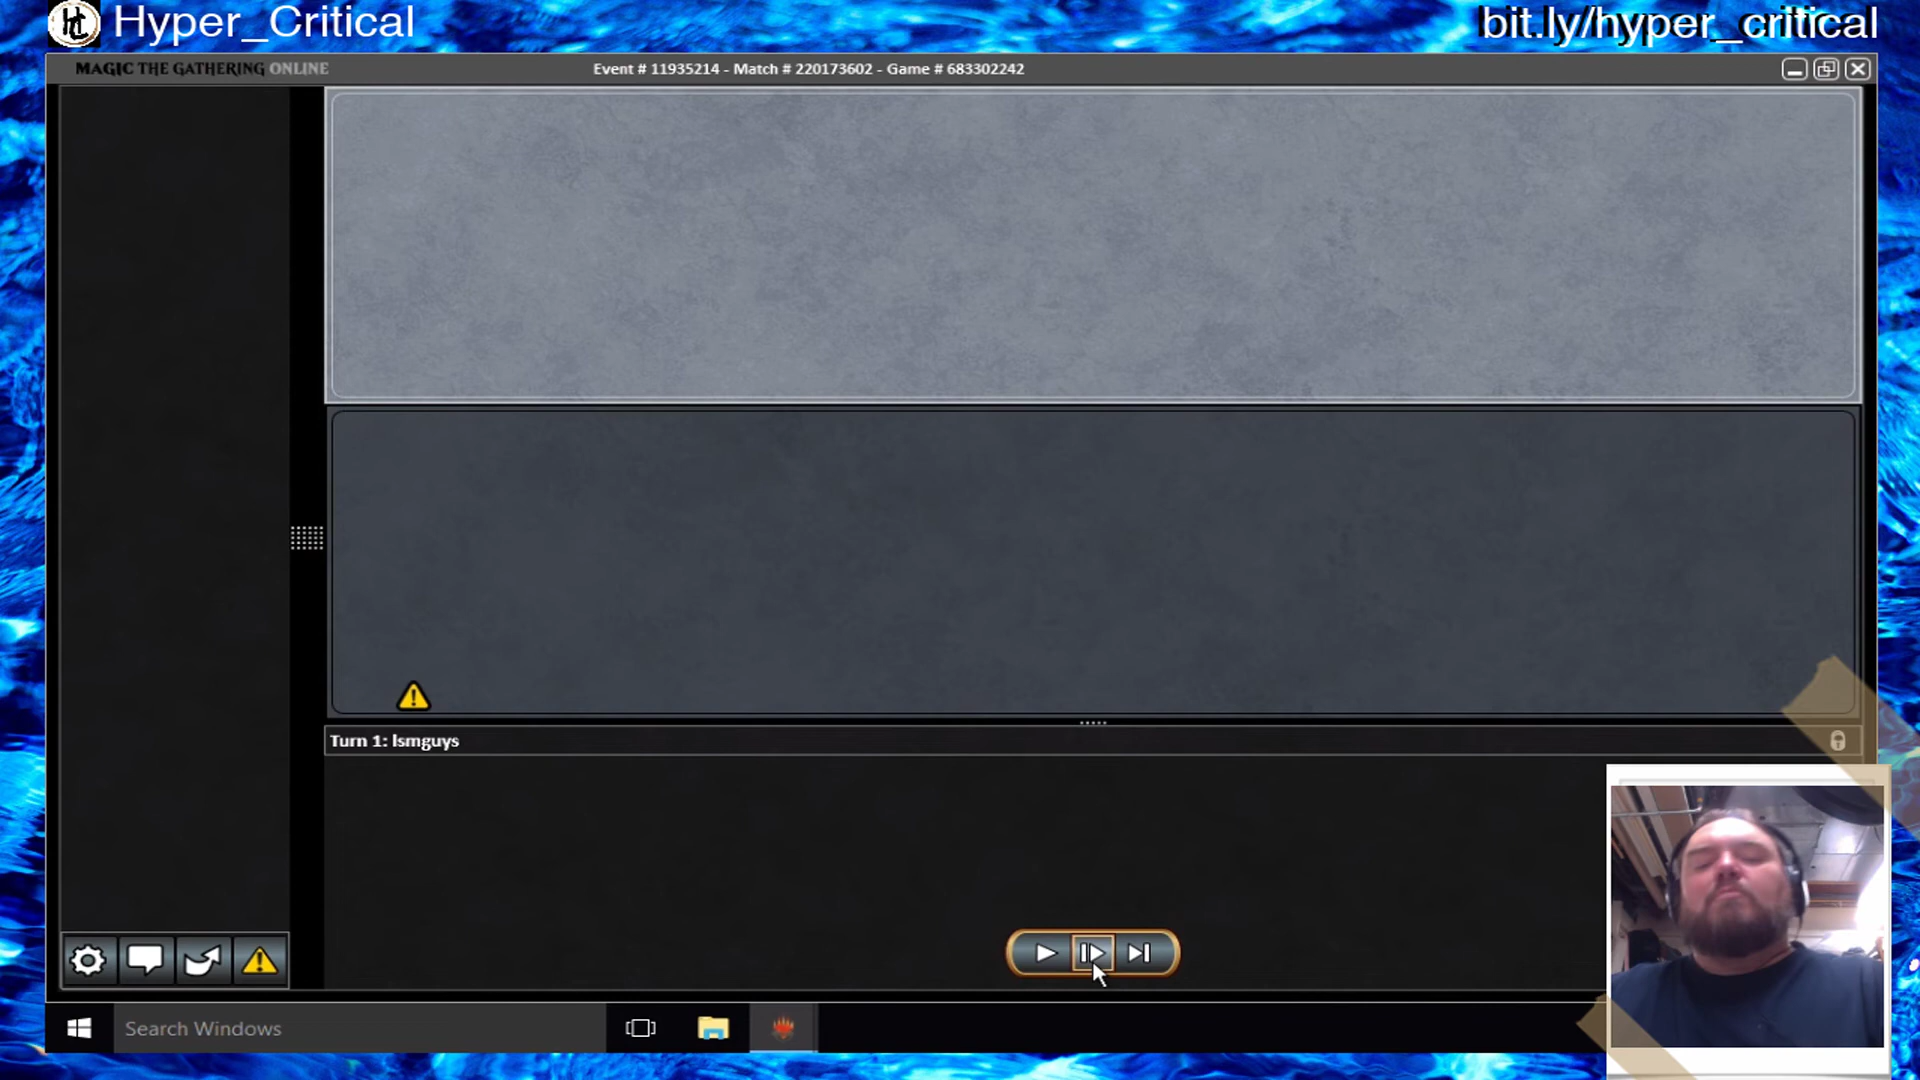 Hyper_Critical
bit.ly/hyper_critical
MAGIC THE GATHERING ONLINE
Event # 11935214 - Match # 220173602 - Game # 683302242
Turn 1: lsmguys
Search Windows